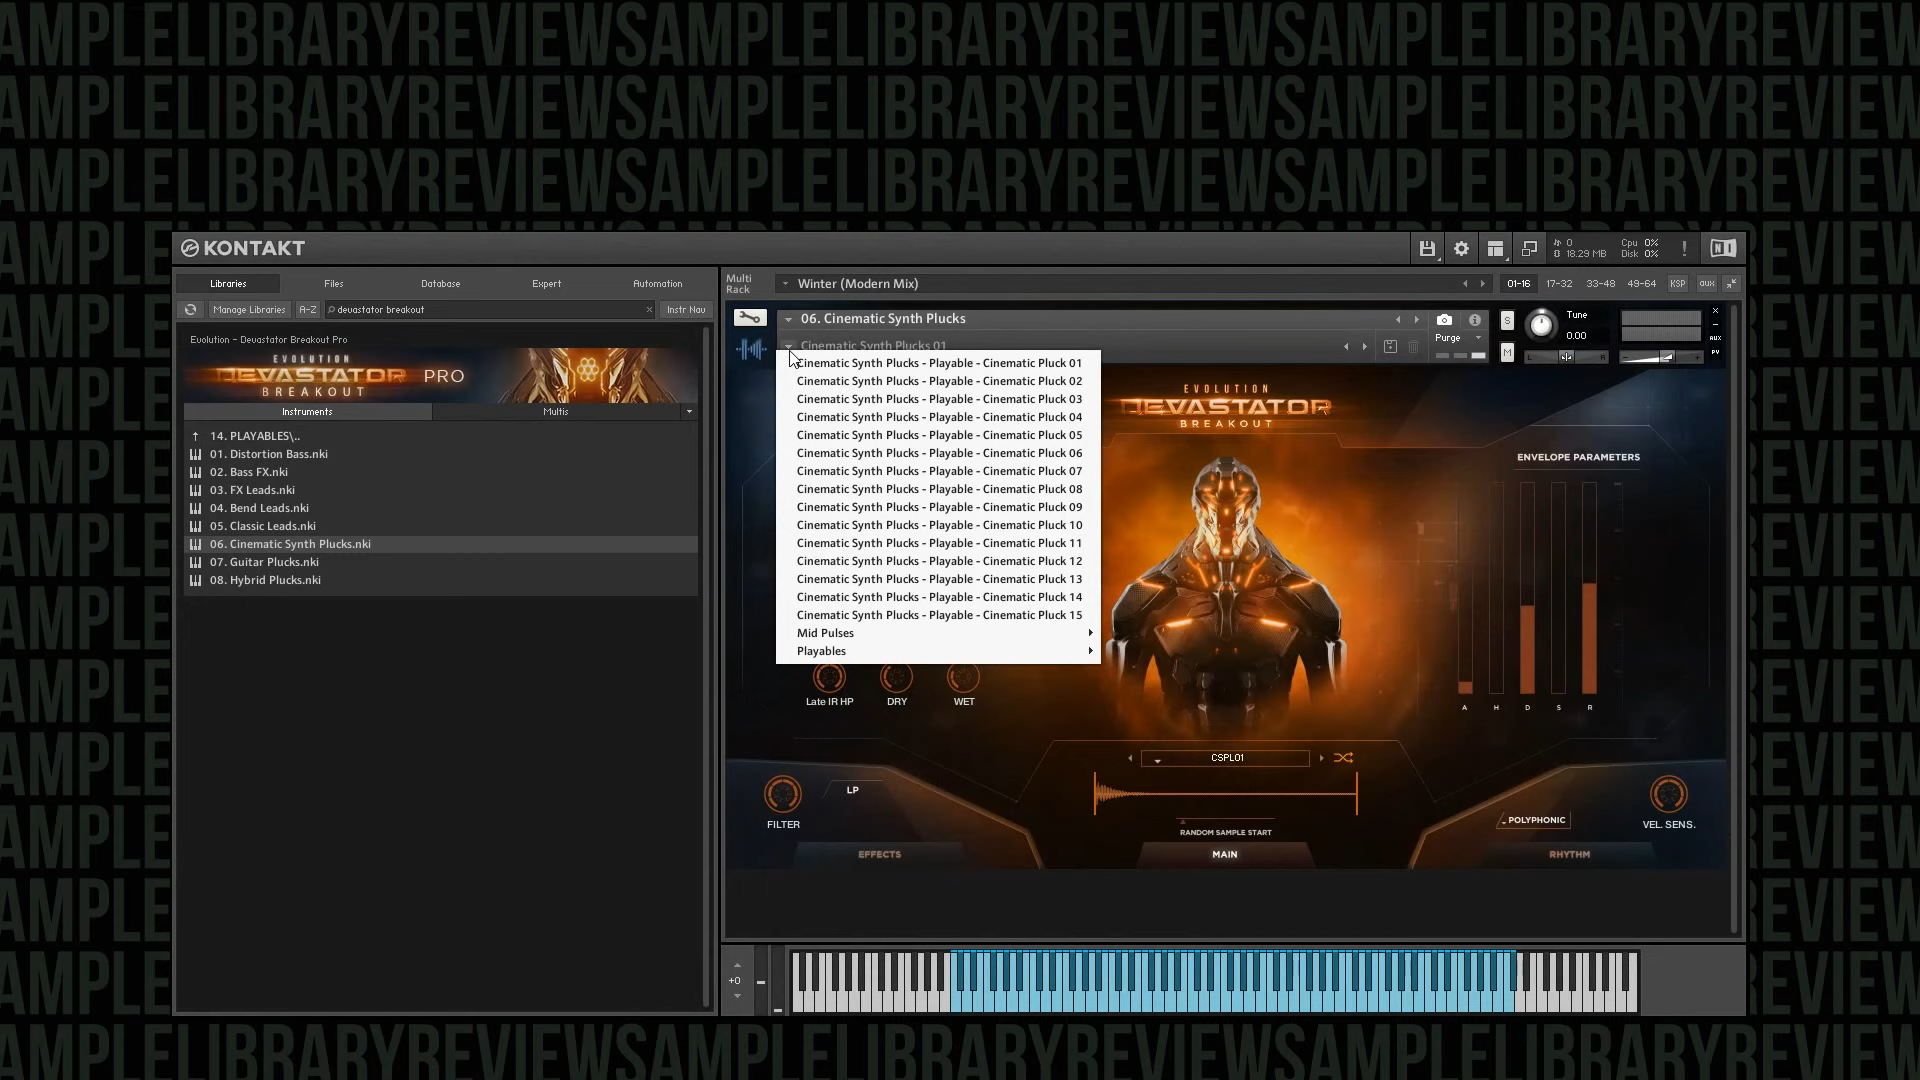 AMPLELIBRARYREVIEWSAMPLELIBRARYREVIEWSAMPLELIBRARYREVIEW
KONTAKT
0
18.29 MB
Cpu 0%
Disk 0%
!
NI
Libraries
Files
Database
Expert
Automation
Manage Libraries
A-Z
devastator breakout
×
Instr Nav
Evolution - Devastator Breakout Pro
EVOLUTION
DEVASTATOR PRO
BREAKOUT
Instruments
Multis
14. PLAYABLES\..
01. Distortion Bass.nki
02. Bass FX.nki
03. FX Leads.nki
04. Bend Leads.nki
05. Classic Leads.nki
06. Cinematic Synth Plucks.nki
07. Guitar Plucks.nki
08. Hybrid Plucks.nki
Multi
Rack
Winter (Modern Mix)
01-16
17-32
33-48
49-64
KSP
aux
06. Cinematic Synth Plucks
Cinematic Synth Plucks 01
Purge
S
M
Tune
0.00
L
R
AUX
PV
Cinematic Synth Plucks - Playable - Cinematic Pluck 01
Cinematic Synth Plucks - Playable - Cinematic Pluck 02
Cinematic Synth Plucks - Playable - Cinematic Pluck 03
Cinematic Synth Plucks - Playable - Cinematic Pluck 04
Cinematic Synth Plucks - Playable - Cinematic Pluck 05
Cinematic Synth Plucks - Playable - Cinematic Pluck 06
Cinematic Synth Plucks - Playable - Cinematic Pluck 07
Cinematic Synth Plucks - Playable - Cinematic Pluck 08
Cinematic Synth Plucks - Playable - Cinematic Pluck 09
Cinematic Synth Plucks - Playable - Cinematic Pluck 10
Cinematic Synth Plucks - Playable - Cinematic Pluck 11
Cinematic Synth Plucks - Playable - Cinematic Pluck 12
Cinematic Synth Plucks - Playable - Cinematic Pluck 13
Cinematic Synth Plucks - Playable - Cinematic Pluck 14
Cinematic Synth Plucks - Playable - Cinematic Pluck 15
Mid Pulses
Playables
EVOLUTION
DEVASTATOR
BREAKOUT
ENVELOPE PARAMETERS
A
H
D
S
R
Late IR HP
DRY
WET
CSPL01
LP
FILTER
RANDOM SAMPLE START
POLYPHONIC
VEL. SENS.
EFFECTS
MAIN
RHYTHM
+0